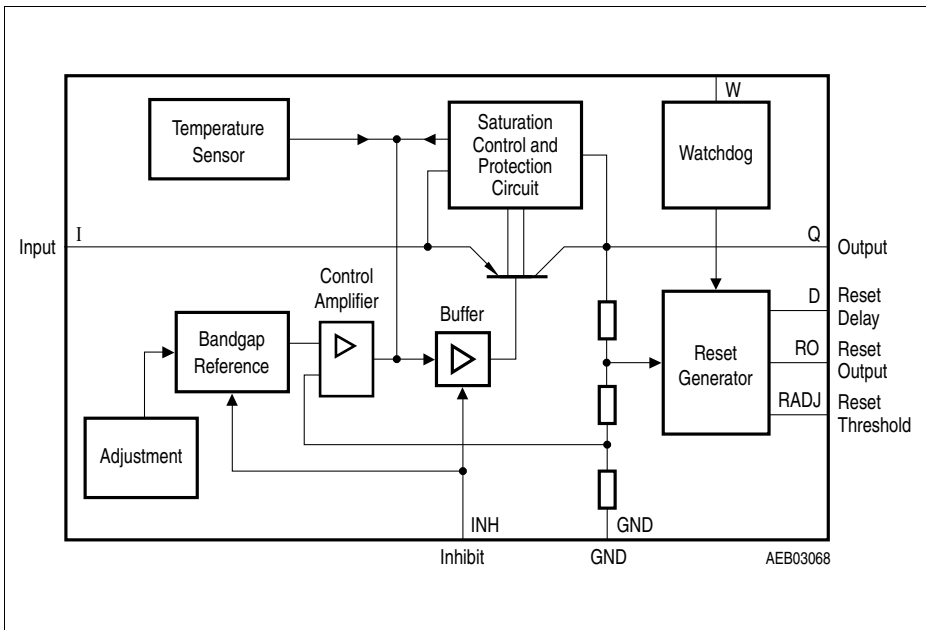 W
Temperature
Sensor
Saturation
Control and
Protection
Circuit
Watchdog
Input
I
Q
Output
Control
Amplifier
Buffer
D
Reset
Delay
Bandgap
Reference
Reset
Generator
RO
Reset
Output
RADJ
Reset
Threshold
Adjustment
INH
GND
Inhibit
GND
AEB03068